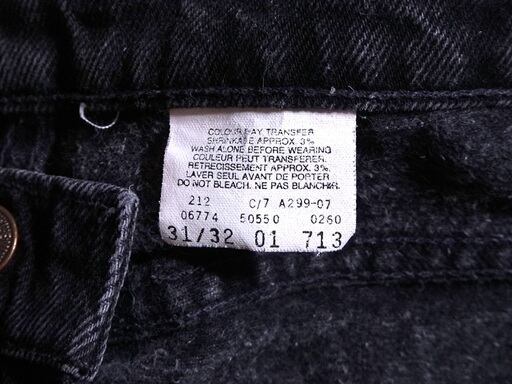 COLOUR MAY TRANSFER
SHRINKAGE APPROX. 3%
WASH ALONE BEFORE WEARING
COULEUR PEUT TRANSFERER.
RETRECISSEMENT APPROX. 3%.
LAVER SEUL AVANT DE PORTER
DO NOT BLEACH. NE PAS BLANCHIR.
212 C/7 A299-07
06774 50550 0260
31/32 01 713